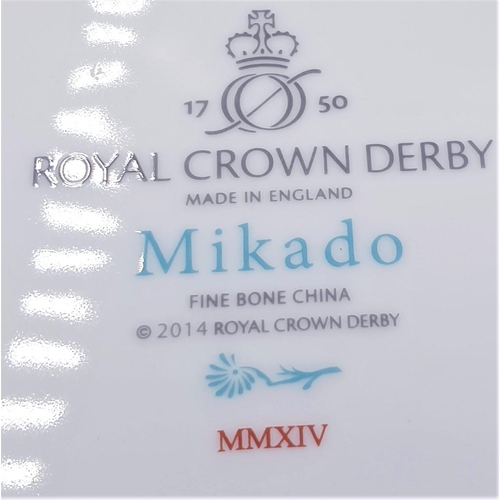 17 50
ROYAL CROWN DERBY
MADE IN ENGLAND
Mikado
FINE BONE CHINA
© 2014 ROYAL CROWN DERBY
MMXIV